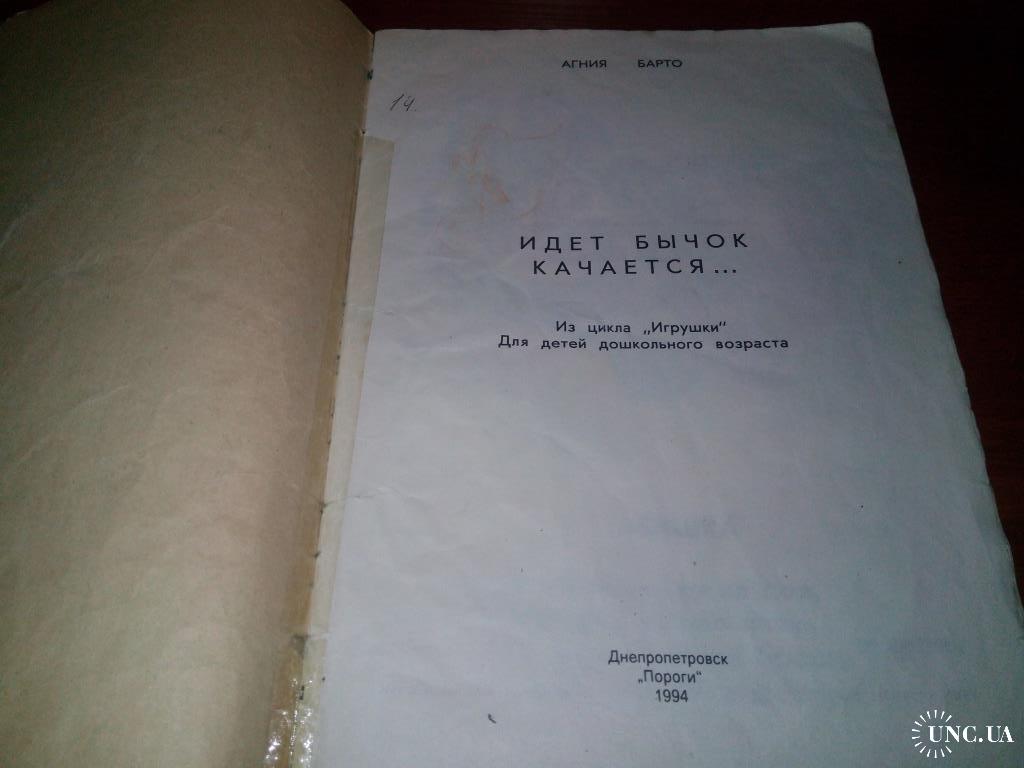 АГНИЯ БАРТО
14.
ИДЕТ БЫЧОК
КАЧАЕТСЯ...
Из цикла „Игрушки“
Для детей дошкольного возраста
Днепропетровск
„Пороги“
1994
UNC.UA